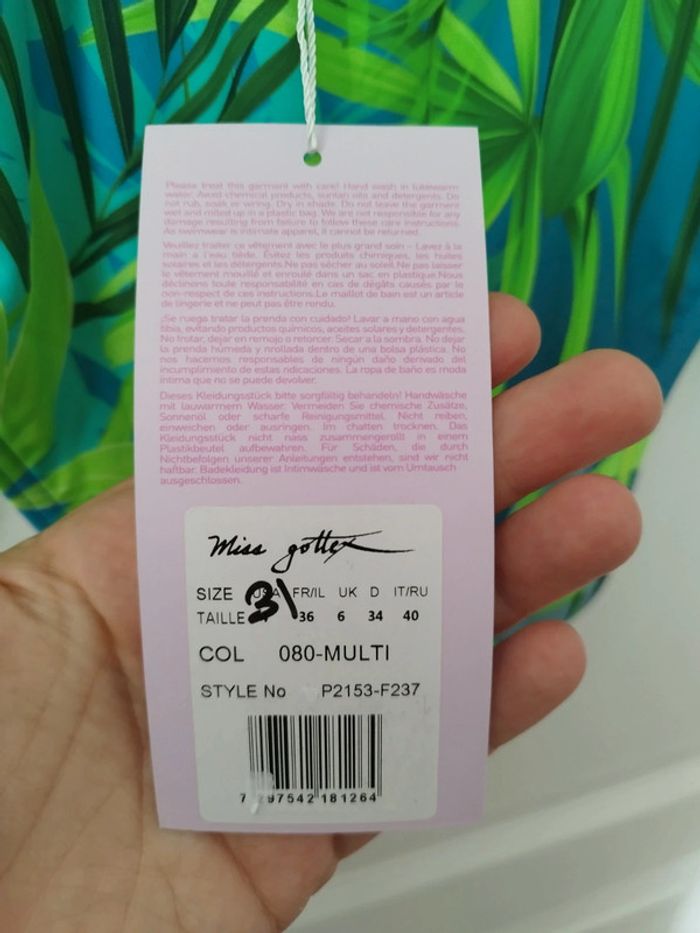 Please treat this garment with care! Hand wash in lukewarm
water. Avoid chemical products, suntan oils and detergents. Do
not rub, soak or wring. Dry in shade. Do not leave the garment
wet and rolled up in a plastic bag. We are not responsible for any
damage resulting from failure to follow these care instructions.
As swimwear is intimate apparel, it cannot be returned.
Veuillez traiter ce vêtement avec le plus grand soin - Lavez à la
main a l'eau tiède. Évitez les produits chimiques, les huiles
solaires et les détergents.Ne pas sécher au soleil.Ne pas laisser
le vêtement mouillé et enroulé dans un sac en plastique.Nous
déclinons toute responsabilité en cas de dégâts causés par le
non-respect de ces instructions.Le maillot de bain est un article
de lingerie et ne peut pas être rendu.
¡Se ruega tratar la prenda con cuidado! Lavar a mano con agua
tibia, evitando productos químicos, aceites solares y detergentes.
No frotar, dejar en remojo o retorcer. Secar a la sombra. No dejar
la prenda húmeda y nrollada dentro de una bolsa plástica. No
nos hacemos responsables de ningún daño derivado del
incumplimiento de estas ndicaciones. La ropa de baño es moda
íntima que no se puede devolver.
Dieses Kleidungsstück bitte sorgfältig behandeln! Handwäsche
mit lauwarmem Wasser. Vermeiden Sie chemische Zusätze,
Sonnenöl oder scharfe Reinigungsmittel. Nicht reiben,
einweichen oder ausringen. Im chatten trocknen. Das
Kleidungsstück nicht nass zusammengerollt in einem
Plastikbeutel aufbewahren. Für Schäden, die durch
Nichtbefolgen unserer Anleitungen entstehen, sind wir nicht
haftbar. Badekleidung ist Intimwäsche und ist vom Umtausch
ausgeschlossen.
Miss gottex
SIZE USA FR/IL UK D IT/RU
TAILLE 36 6 34 40
COL 080-MULTI
STYLE No P2153-F237
7 297542 181264